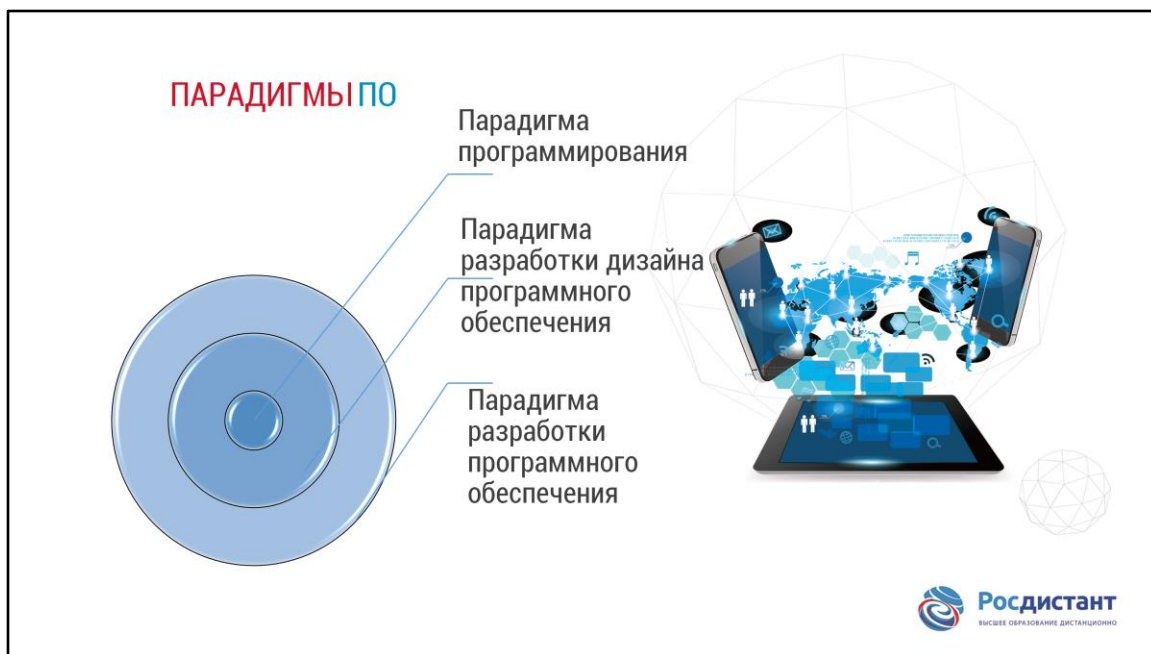 ПАРАДИГМЫ ПО
Парадигма
программирования
Парадигма
разработки дизайна
программного
обеспечения
Парадигма
разработки
программного
обеспечения
Росдистант
ВЫСШЕЕ ОБРАЗОВАНИЕ ДИСТАНЦИОННО